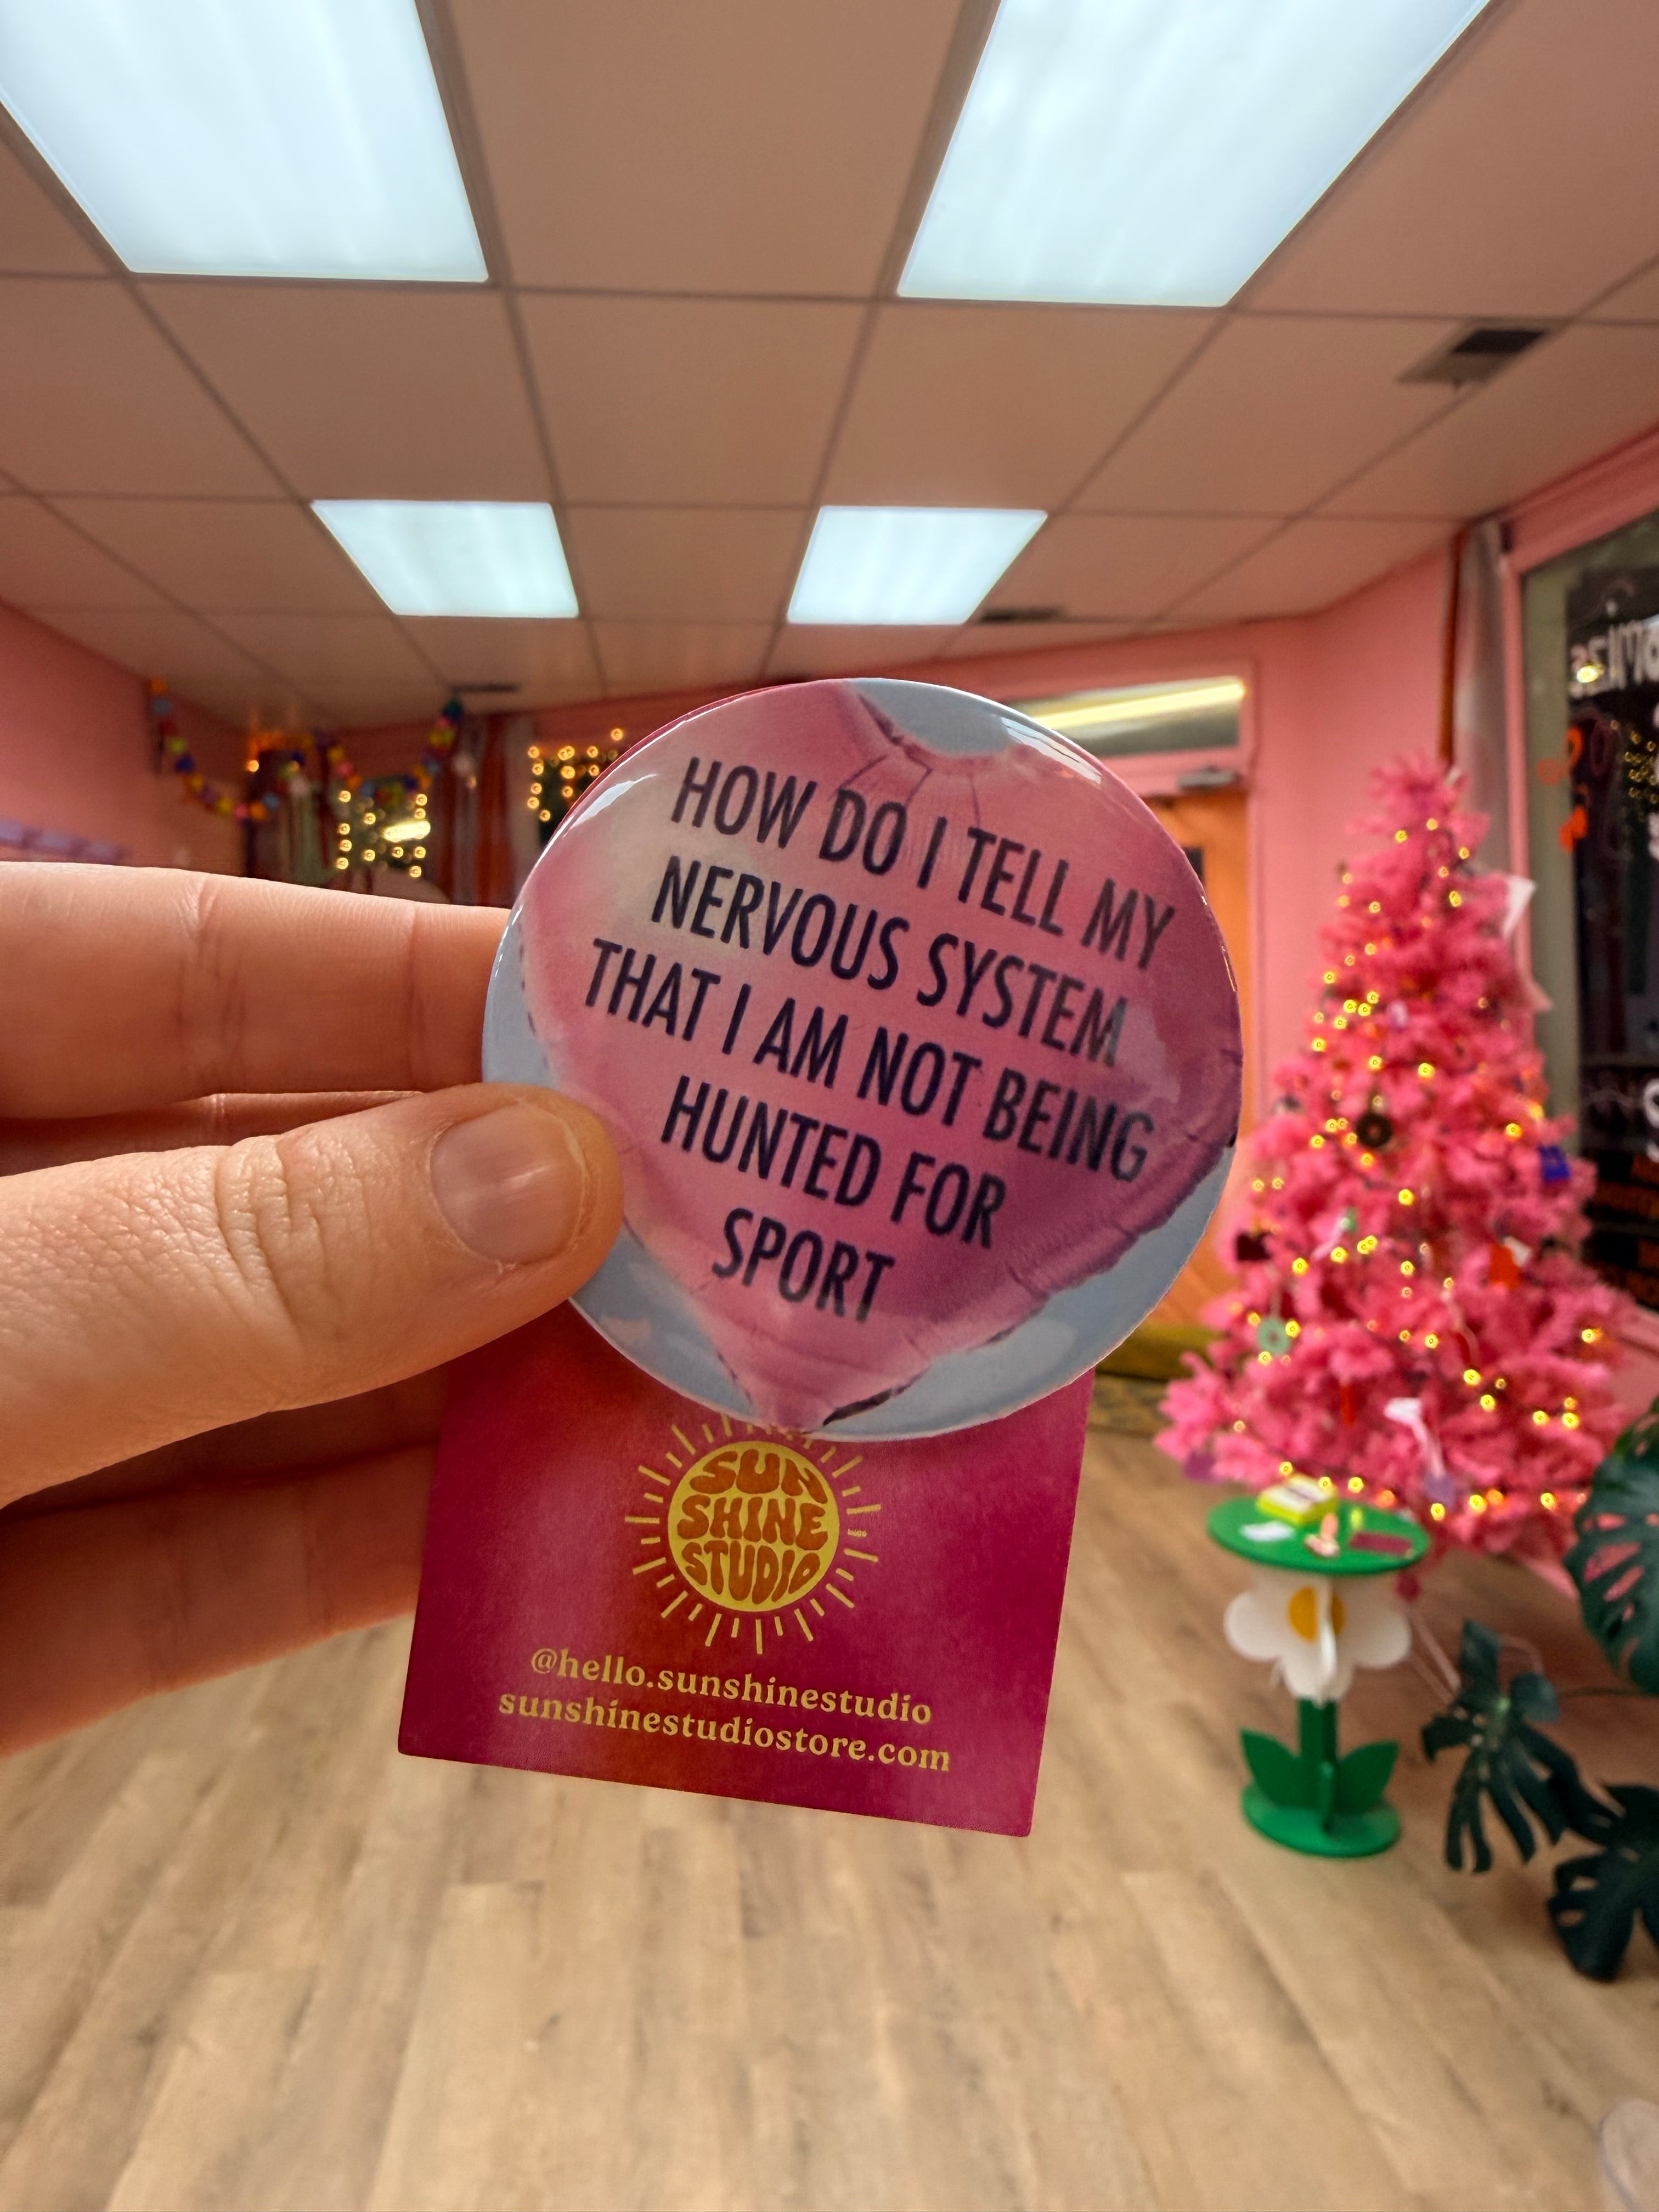 HOW DO I TELL MY
NERVOUS SYSTEM
THAT I AM NOT BEING
HUNTED FOR
SPORT
SUN
SHINE
STUDIO
@hello.sunshinestudio
sunshinestudiostore.com